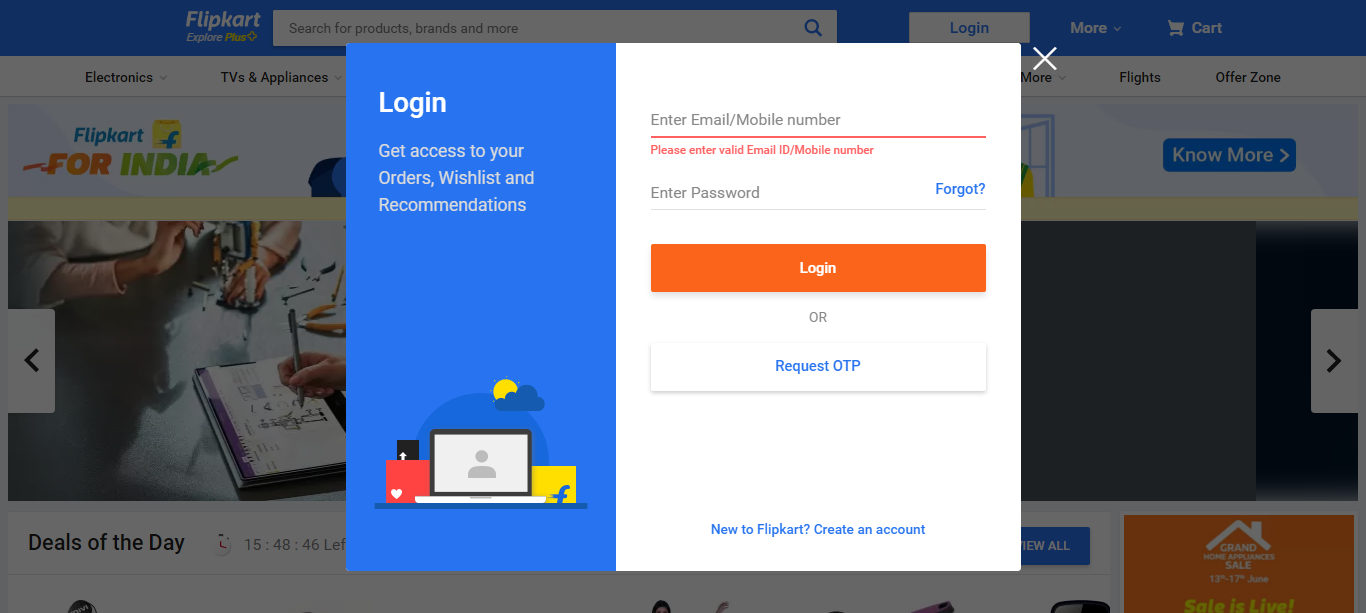 Flipkart
Explore Plus
Search for products, brands and more
Login
More
Cart
Electronics
TVs & Appliances
More
Flights
Offer Zone
Flipkart
FOR INDIA
Know More
Login
Get access to your
Orders, Wishlist and
Recommendations
Enter Email/Mobile number
Please enter valid Email ID/Mobile number
Enter Password
Forgot?
Login
OR
Request OTP
New to Flipkart? Create an account
Deals of the Day
15 : 48 : 46 Lef
VIEW ALL
GRAND
HOME APPLIANCES
SALE
13th-17th June
Sale is Live!